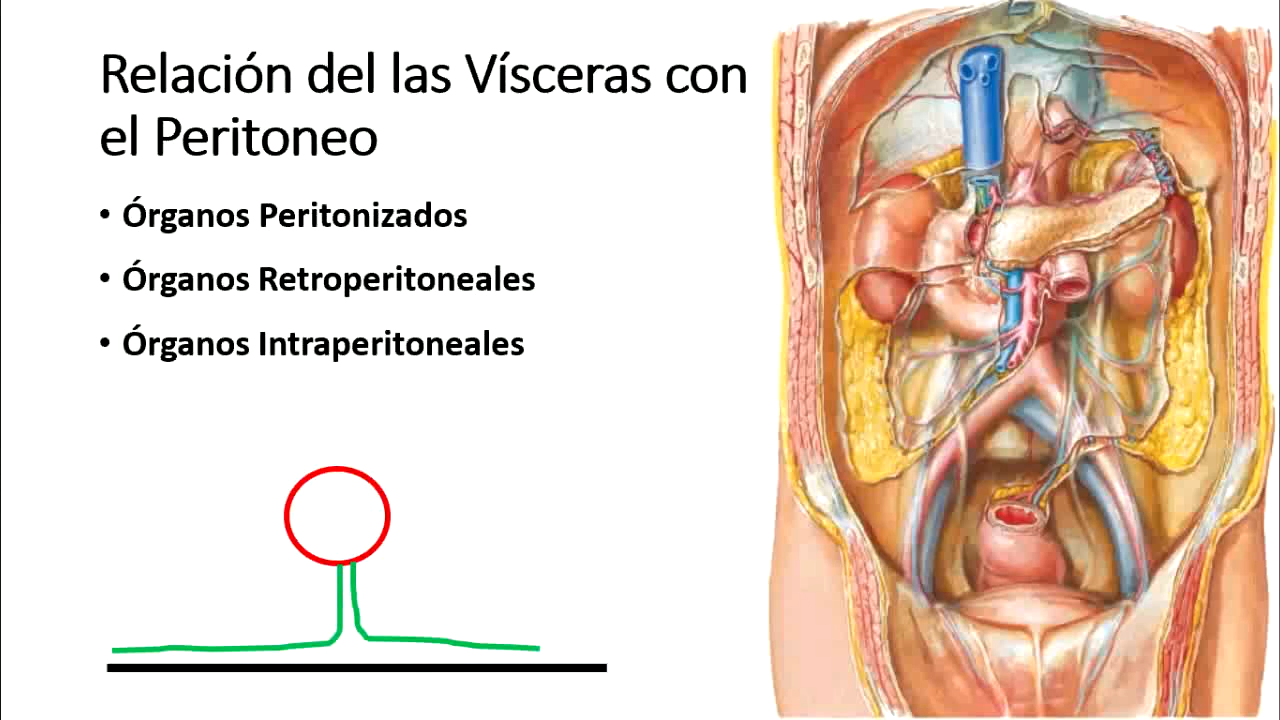 Relación del las Vísceras con
el Peritoneo
• Órganos Peritonizados
• Órganos Retroperitoneales
• Órganos Intraperitoneales